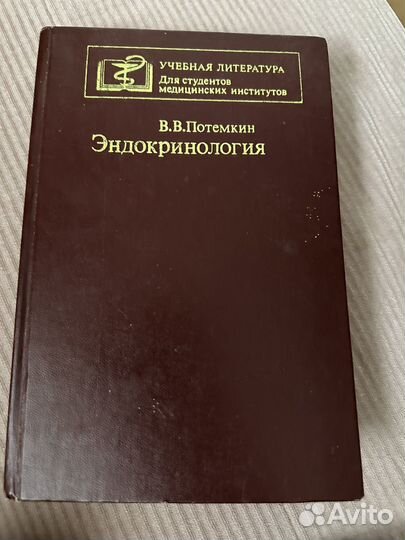 УЧЕБНАЯ ЛИТЕРАТУРА
Для студентов
медицинских институтов
В.В.Потемкин
Эндокринология
Avito